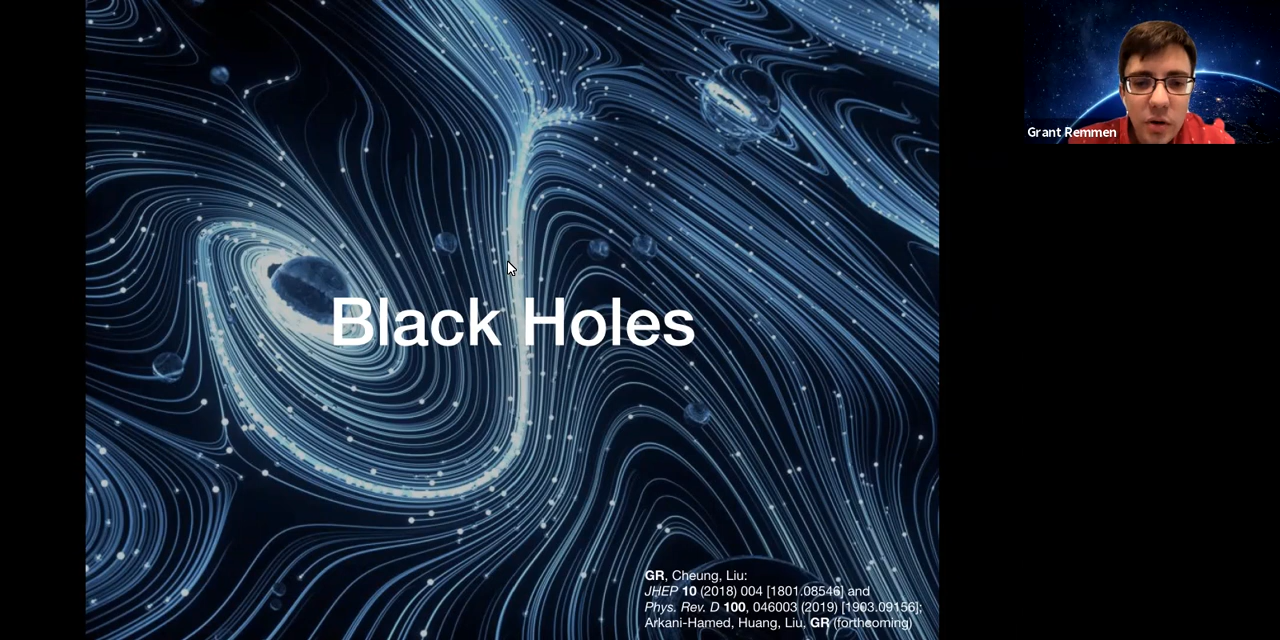 Grant Remmen
Black Holes
GR, Cheung, Liu:
JHEP 10 (2018) 004 [1801.08546] and
Phys. Rev. D 100, 046003 (2019) [1903.09156];
Arkani-Hamed, Huang, Liu, GR (forthcoming)